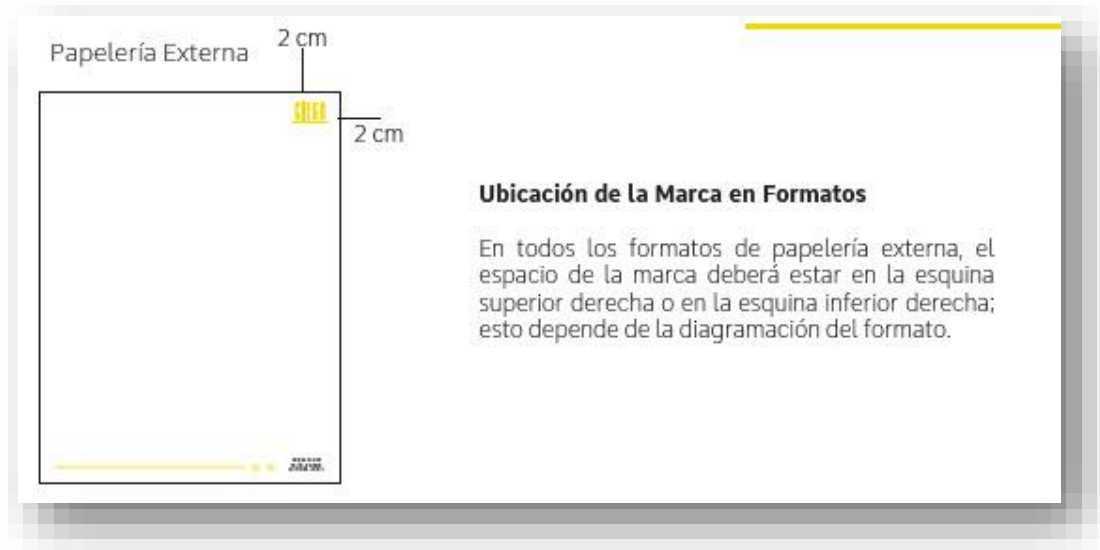 Papelería Externa
2 cm
2 cm
Ubicación de la Marca en Formatos
En todos los formatos de papelería externa, el
espacio de la marca deberá estar en la esquina
superior derecha o en la esquina inferior derecha;
esto depende de la diagramación del formato.